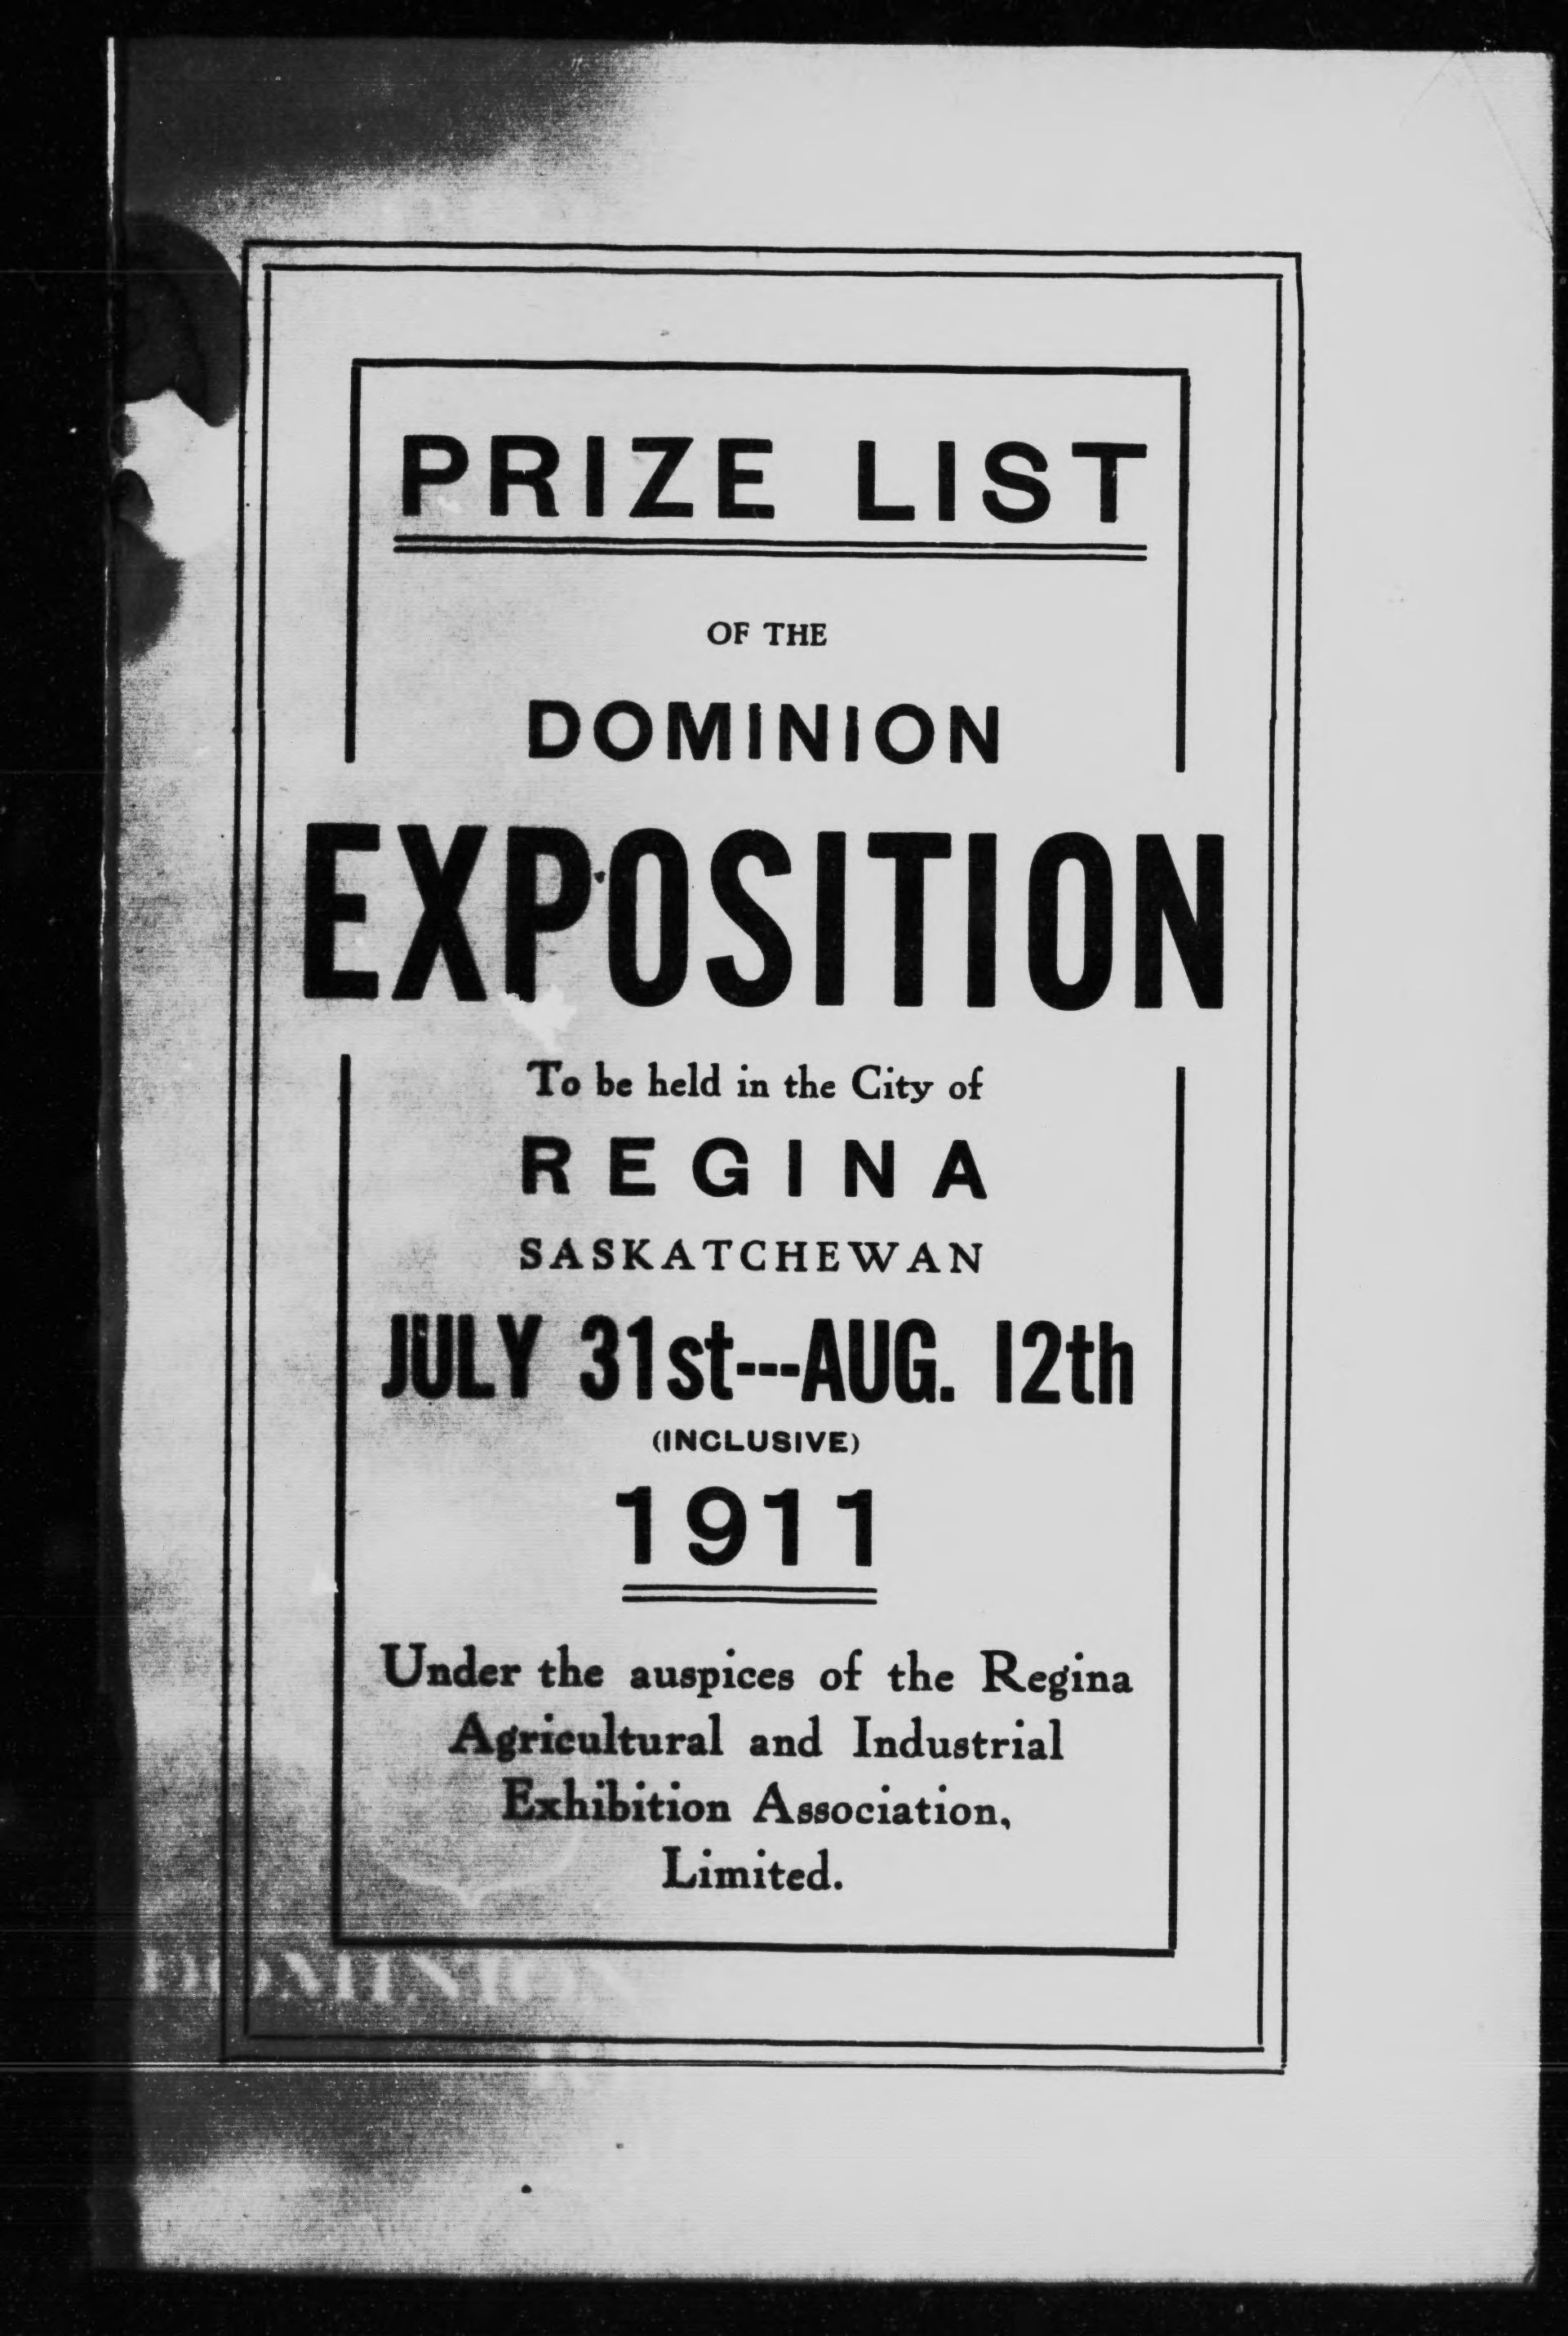 PRIZE LIST
OF THE
DOMINION
EXPOSITION
To be held in the City of
REGINA
SASKATCHEWAN
JULY 31st---AUG. 12th
(INCLUSIVE)
1911
Under the auspices of the Regina
Agricultural and Industrial
Exhibition Association,
Limited.
DOMINION